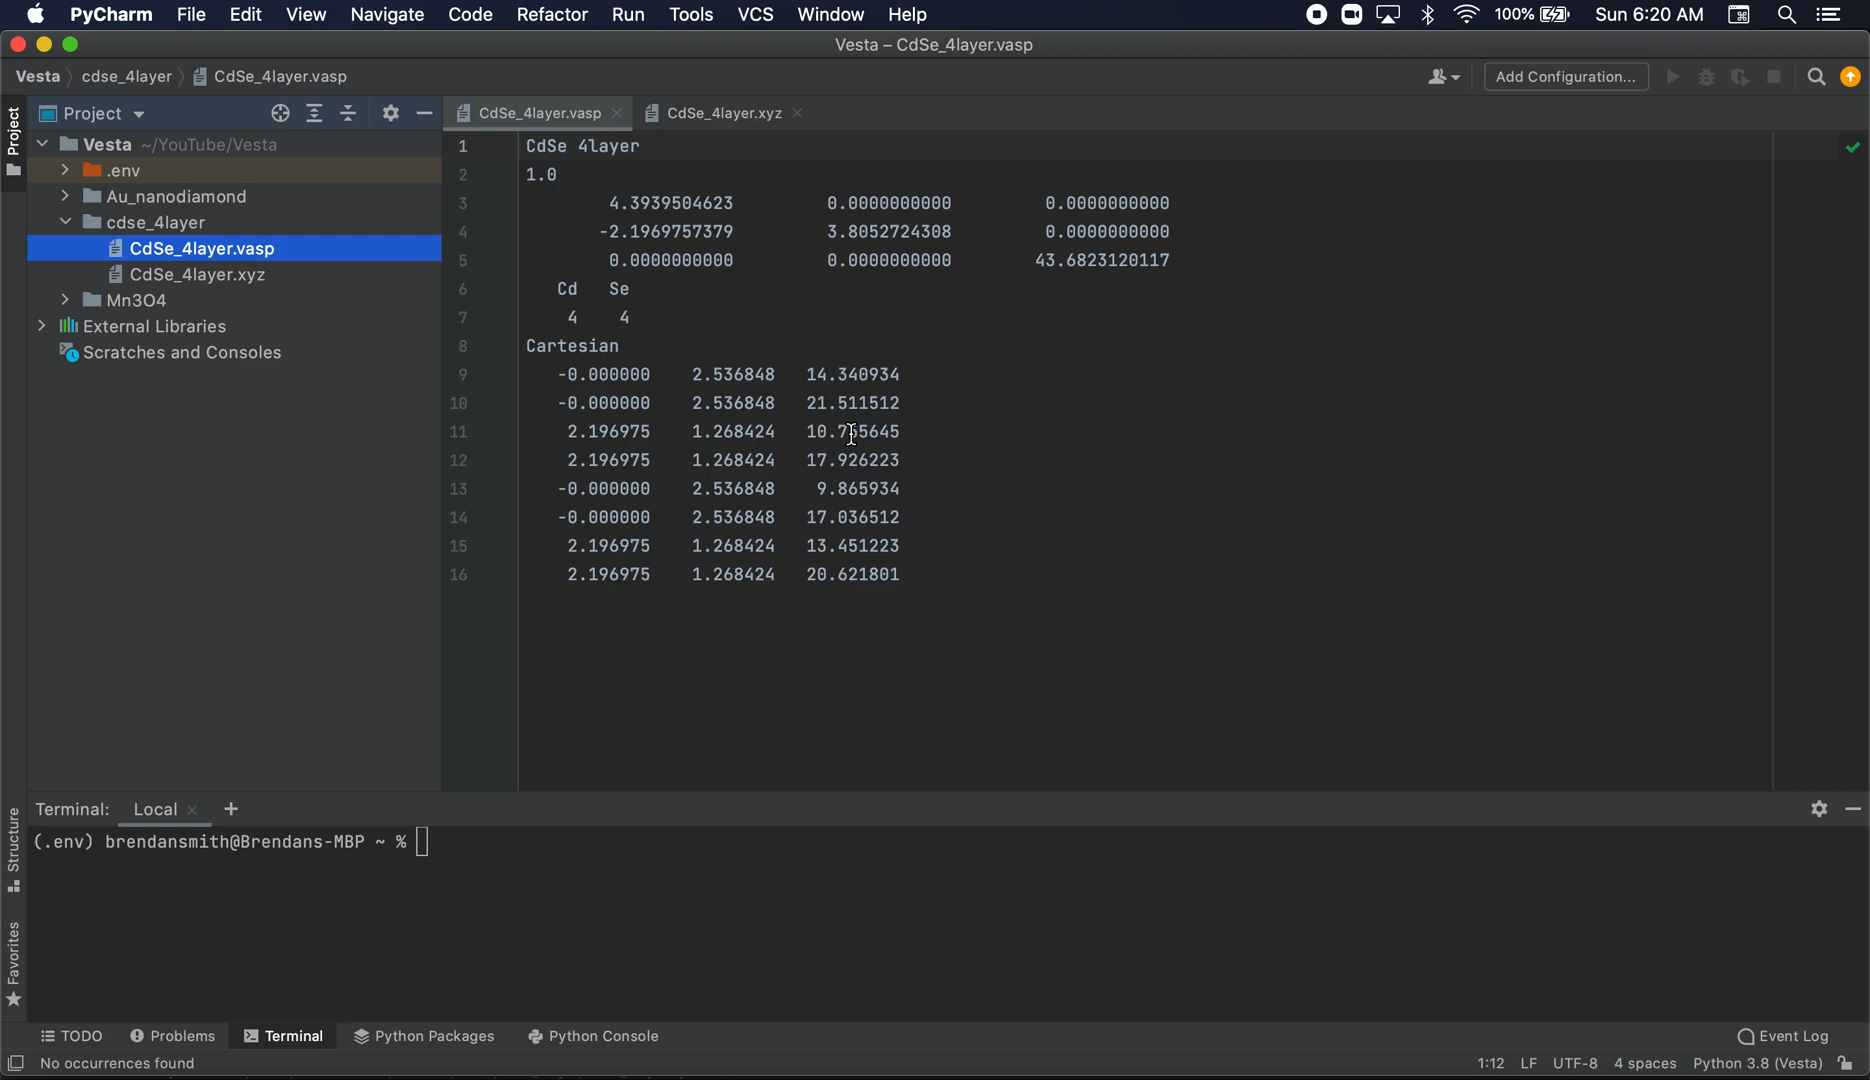 PyCharm File Edit View Navigate Code Refactor Run Tools VCS Window Help 100% Sun 6:20 AM
Vesta – CdSe_4layer.vasp
Vesta cdse_4layer CdSe_4layer.vasp Add Configuration...
Project CdSe_4layer.vasp CdSe_4layer.xyz
Project
Vesta ~/YouTube/Vesta
.env
Au_nanodiamond
cdse_4layer
CdSe_4layer.vasp
CdSe_4layer.xyz
Mn3O4
External Libraries
Scratches and Consoles
1 CdSe 4layer
2 1.0
3 4.3939504623 0.0000000000 0.0000000000
4 -2.1969757379 3.8052724308 0.0000000000
5 0.0000000000 0.0000000000 43.6823120117
6 Cd Se
7 4 4
8 Cartesian
9 -0.000000 2.536848 14.340934
10 -0.000000 2.536848 21.511512
11 2.196975 1.268424 10.755645
12 2.196975 1.268424 17.926223
13 -0.000000 2.536848 9.865934
14 -0.000000 2.536848 17.036512
15 2.196975 1.268424 13.451223
16 2.196975 1.268424 20.621801
Structure
Favorites
Terminal: Local
(.env) brendansmith@Brendans-MBP ~ %
TODO Problems Terminal Python Packages Python Console Event Log
No occurrences found 1:12 LF UTF-8 4 spaces Python 3.8 (Vesta)